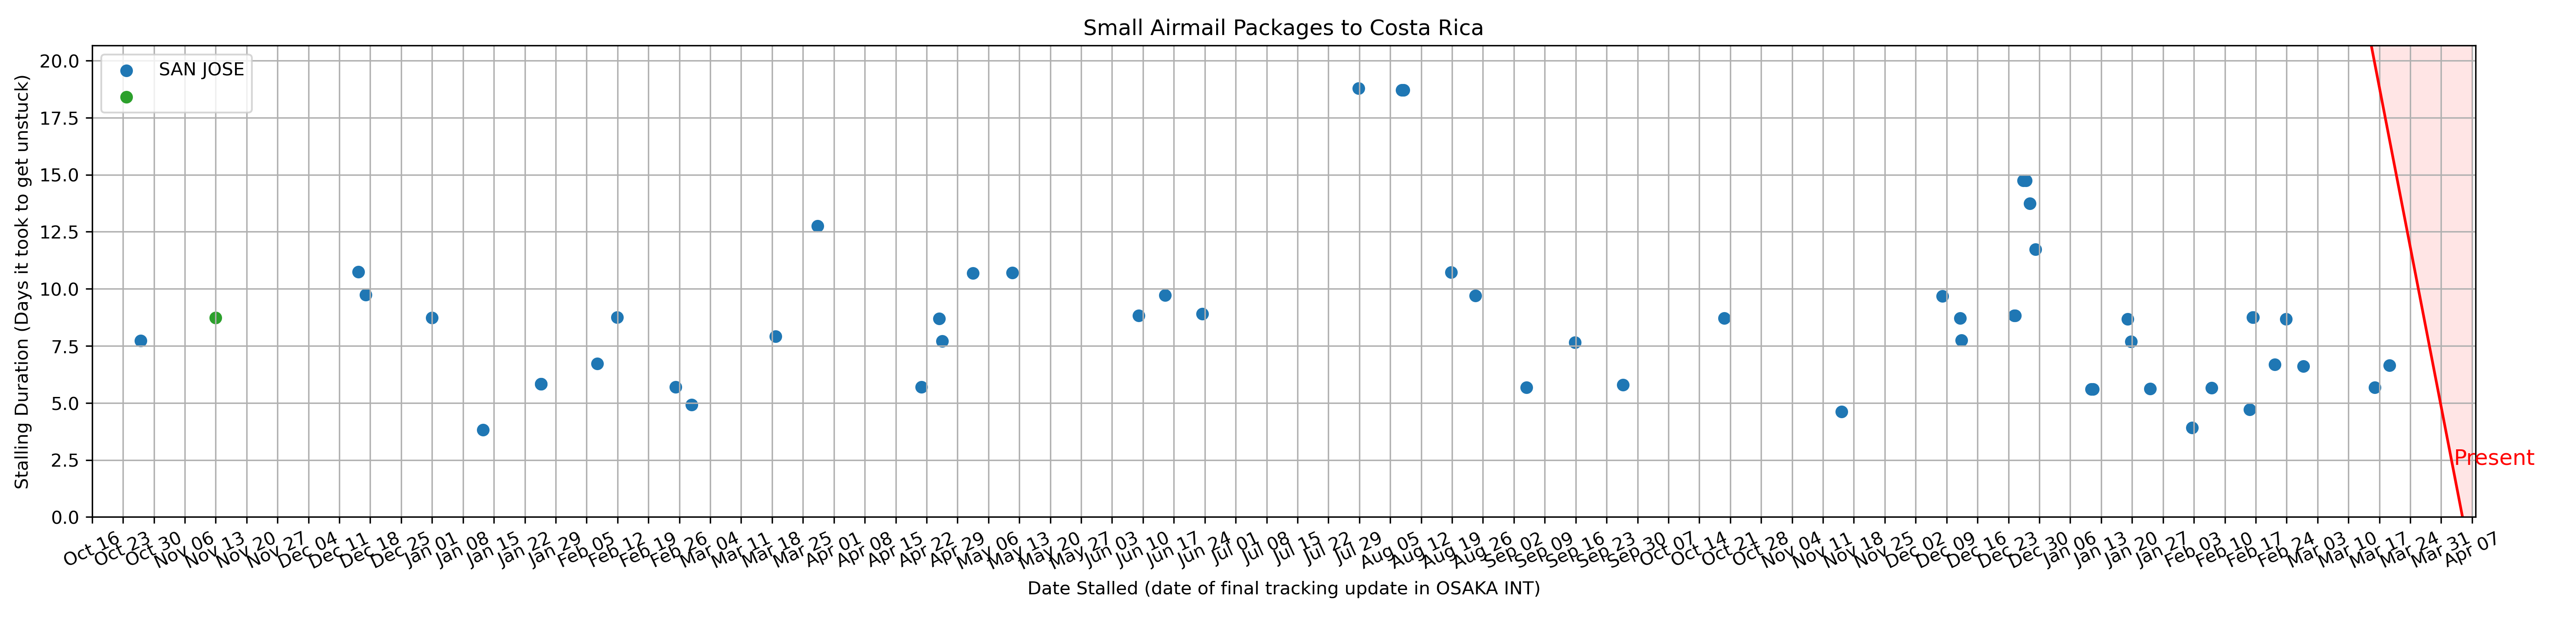 Small Airmail Packages to Costa Rica
SAN JOSE
Stalling Duration (Days it took to get unstuck)
20.0
17.5
15.0
12.5
10.0
7.5
5.0
2.5
0.0
Present
Oct 16
Oct 23
Oct 30
Nov 06
Nov 13
Nov 20
Nov 27
Dec 04
Dec 11
Dec 18
Dec 25
Jan 01
Jan 08
Jan 15
Jan 22
Jan 29
Feb 05
Feb 12
Feb 19
Feb 26
Mar 04
Mar 11
Mar 18
Mar 25
Apr 01
Apr 08
Apr 15
Apr 22
Apr 29
May 06
May 13
May 20
May 27
Jun 03
Jun 10
Jun 17
Jun 24
Jul 01
Jul 08
Jul 15
Jul 22
Jul 29
Aug 05
Aug 12
Aug 19
Aug 26
Sep 02
Sep 09
Sep 16
Sep 23
Sep 30
Oct 07
Oct 14
Oct 21
Oct 28
Nov 04
Nov 11
Nov 18
Nov 25
Dec 02
Dec 09
Dec 16
Dec 23
Dec 30
Jan 06
Jan 13
Jan 20
Jan 27
Feb 03
Feb 10
Feb 17
Feb 24
Mar 03
Mar 10
Mar 17
Mar 24
Mar 31
Apr 07
Date Stalled (date of final tracking update in OSAKA INT)